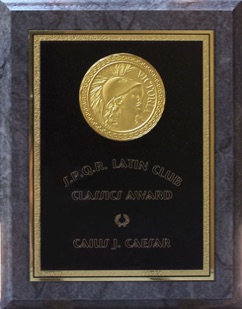 VICTORIA
S.P.Q.R. LATIN CLUB
CLASSICS AWARD
CAIUS J. CAESAR